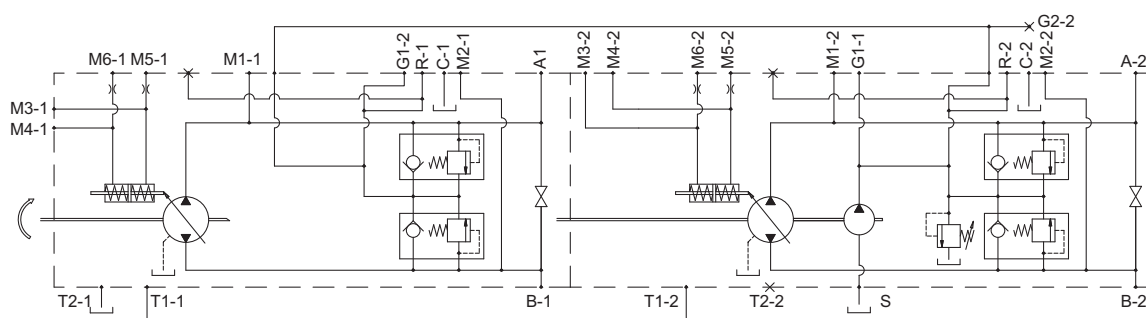 G2-2
M6-1 M5-1 M1-1 G1-2 R-1 C-1 M2-1 A1 M3-2 M4-2 M6-2 M5-2 M1-2 G1-1 R-2 C-2 M2-2 A-2
M3-1
M4-1
T2-1 T1-1 B-1 T1-2 T2-2 S B-2